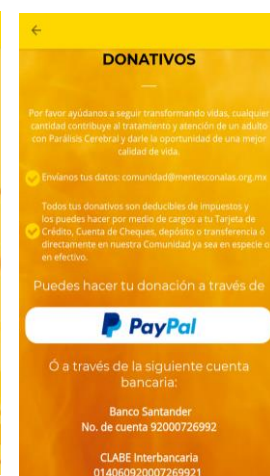 DONATIVOS
Por favor ayúdanos a seguir transformando vidas, cualquier
cantidad contribuye al tratamiento y atención de un adulto
con Parálisis Cerebral y darle la oportunidad de una mejor
calidad de vida.
Envíanos tus datos: comunidad@mentesconalas.org.mx
Todos tus donativos son deducibles de impuestos y
los puedes hacer por medio de cargos a tu Tarjeta de
Crédito, Cuenta de Cheques, depósito o transferencia ó
directamente en nuestra Comunidad ya sea en especie o
en efectivo.
Puedes hacer tu donación a través de
PayPal
Ó a través de la siguiente cuenta
bancaria:
Banco Santander
No. de cuenta 92000726992
CLABE Interbancaria
014060920007269921